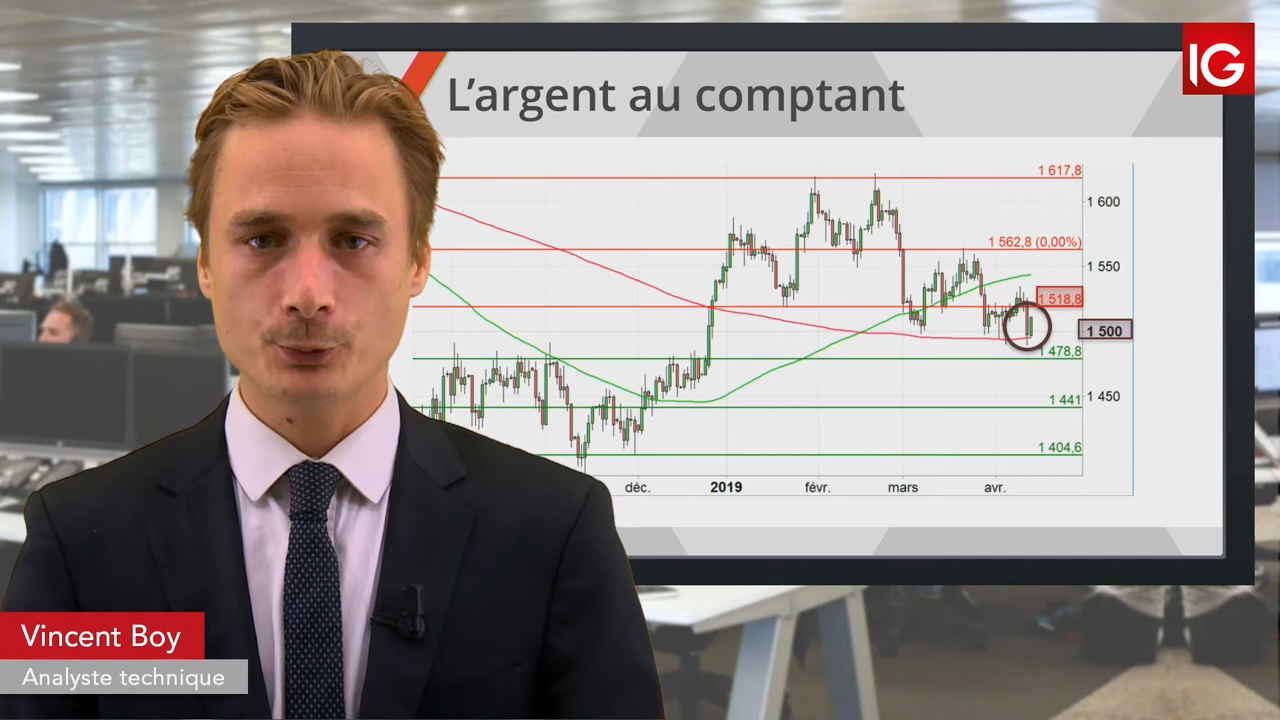 IG
L'argent au comptant
1 617,8
1 600
1 562,8 (0,00%)
1 550
1 518,8
1 500
1 478,8
1 450
1 441
1 404,6
déc. 2019 févr. mars avr.
Vincent Boy
Analyste technique